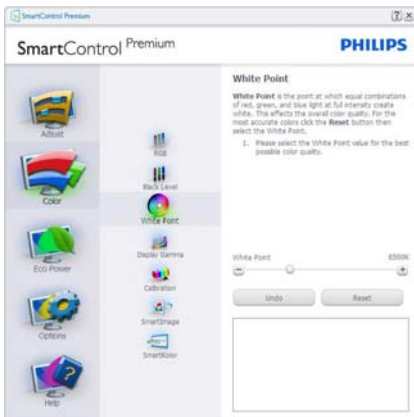 SmartControl Premium
SmartControl Premium
PHILIPS
Adjust
Color
Eco Power
Options
Help
RGB
Black Level
White Point
Display Gamma
Calibration
SmartImage
SmartKolor
White Point
White Point is the point at which equal combinations
of red, green, and blue light at full intensity create
white. This effects the overall color quality. For the
most accurate colors click the Reset button then
select the White Point.
1. Please select the White Point value for the best
possible color quality.
White Point 6500K
Undo Reset